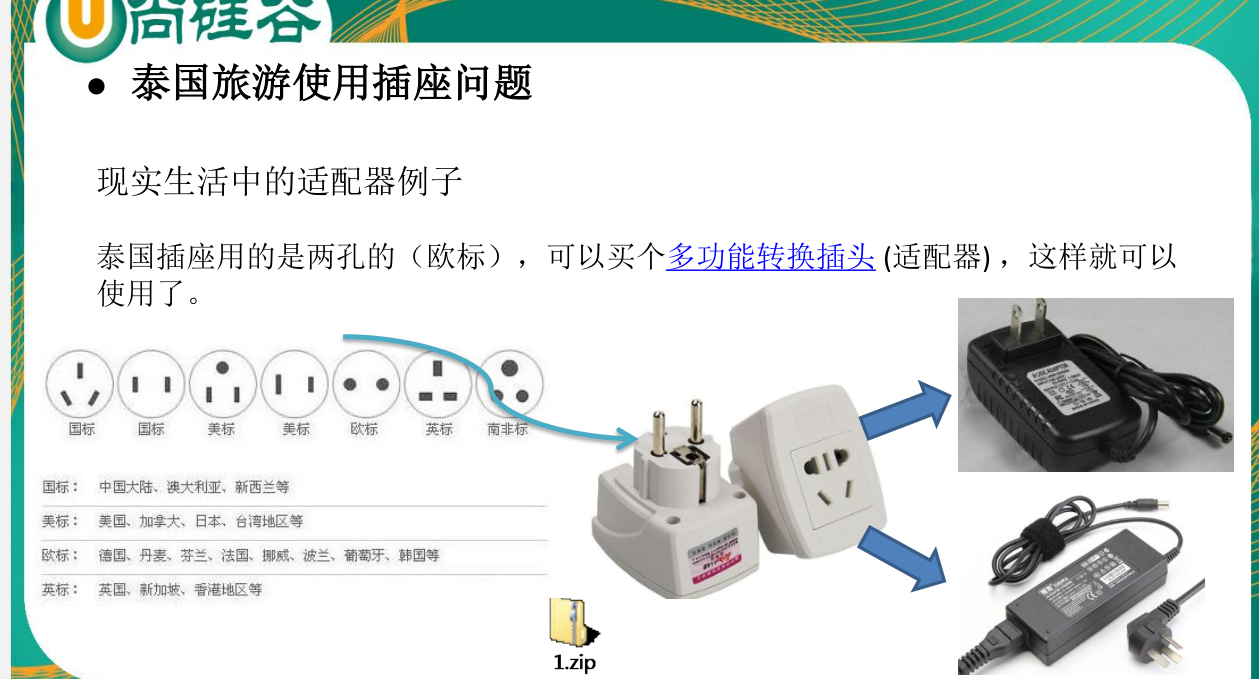 尚硅谷
● 泰国旅游使用插座问题
现实生活中的适配器例子
泰国插座用的是两孔的（欧标），可以买个多功能转换插头 (适配器) ，这样就可以
使用了。
国标 国标 美标 美标 欧标 英标 南非标
国标： 中国大陆、澳大利亚、新西兰等
美标： 美国、加拿大、日本、台湾地区等
欧标： 德国、丹麦、芬兰、法国、挪威、波兰、葡萄牙、韩国等
英标： 英国、新加坡、香港地区等
1.zip